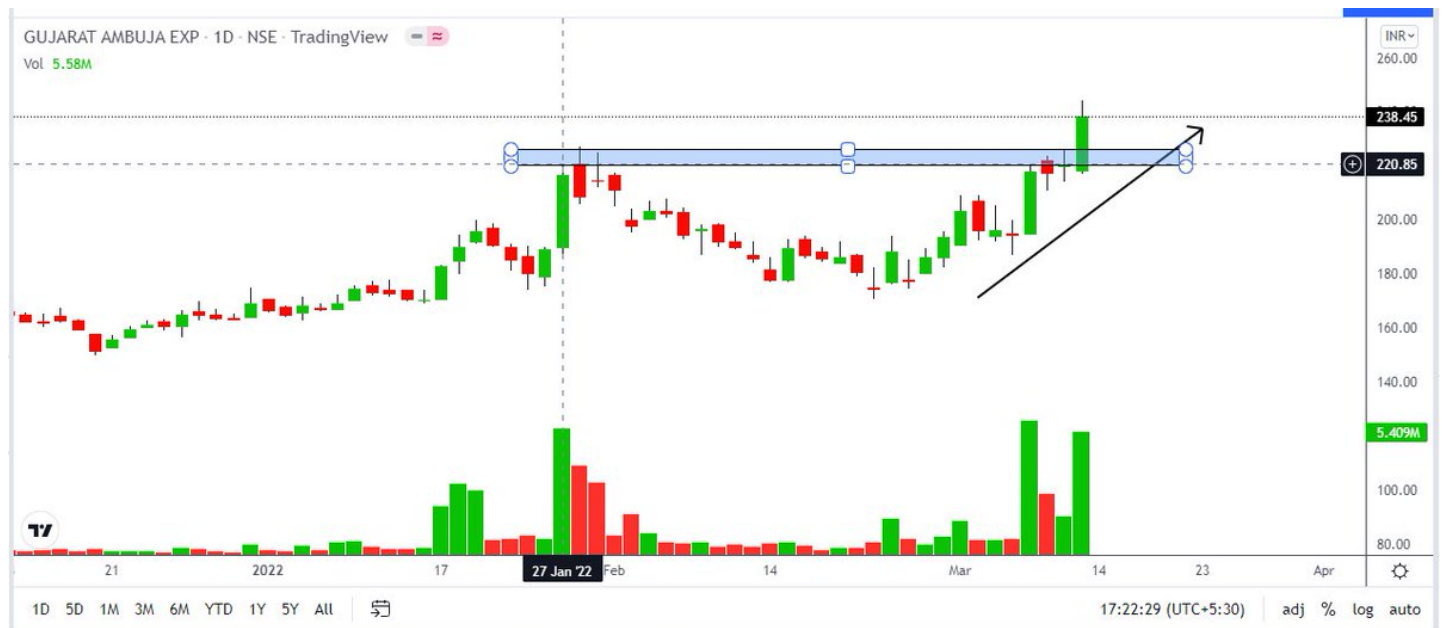 GUJARAT AMBUJA EXP · 1D · NSE · TradingView
Vol 5.58M
INR
260.00
238.45
220.85
200.00
180.00
160.00
140.00
5.409M
100.00
80.00
21 2022 17 27 Jan '22 Feb 14 Mar 14 23 Apr
1D 5D 1M 3M 6M YTD 1Y 5Y All 17:22:29 (UTC+5:30) adj % log auto